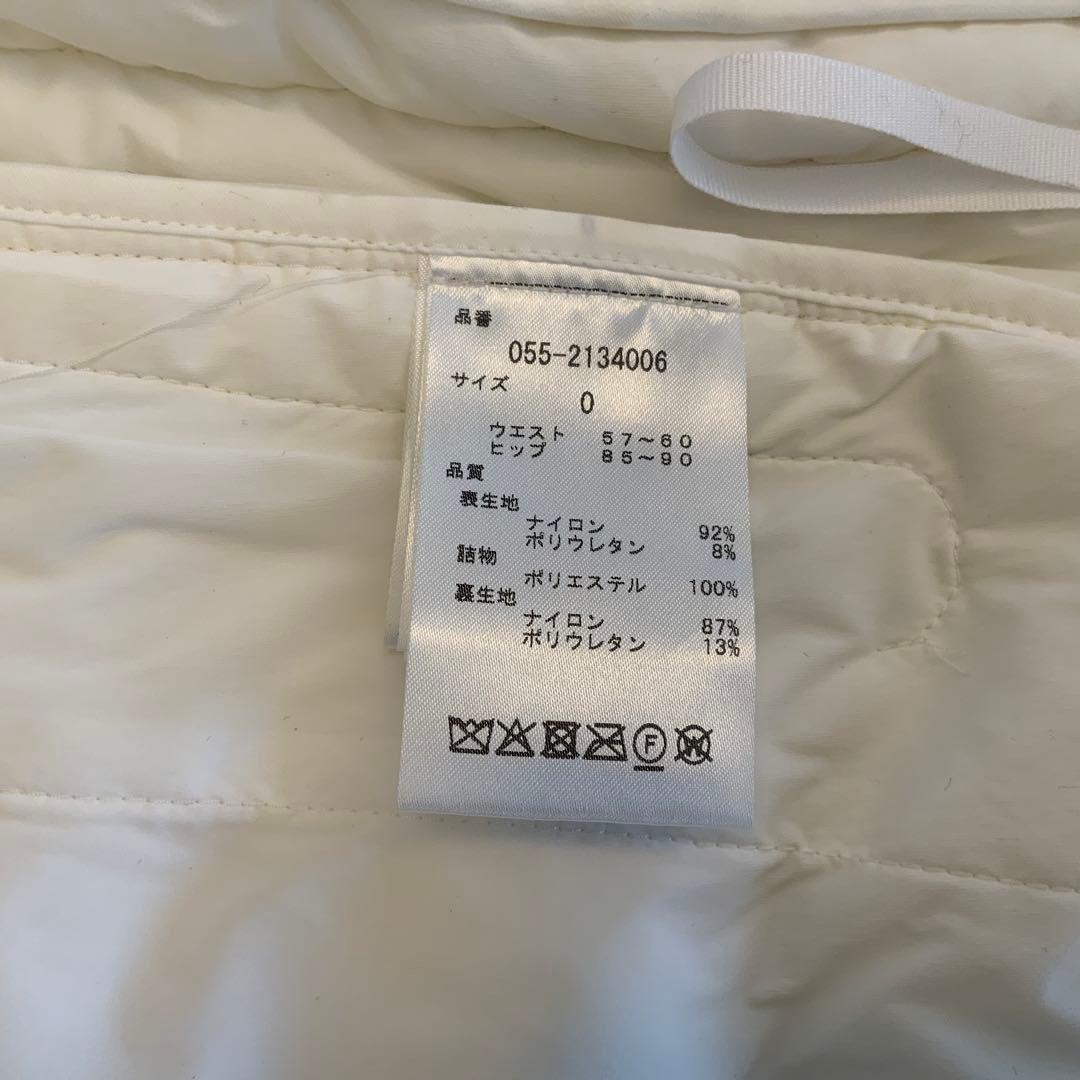 品番
055-2134006
サイズ
0
ウエスト 57～60
ヒップ 85～90
品質
表生地
ナイロン 92%
ポリウレタン 8%
詰物
ポリエステル 100%
裏生地
ナイロン 87%
ポリウレタン 13%
F W